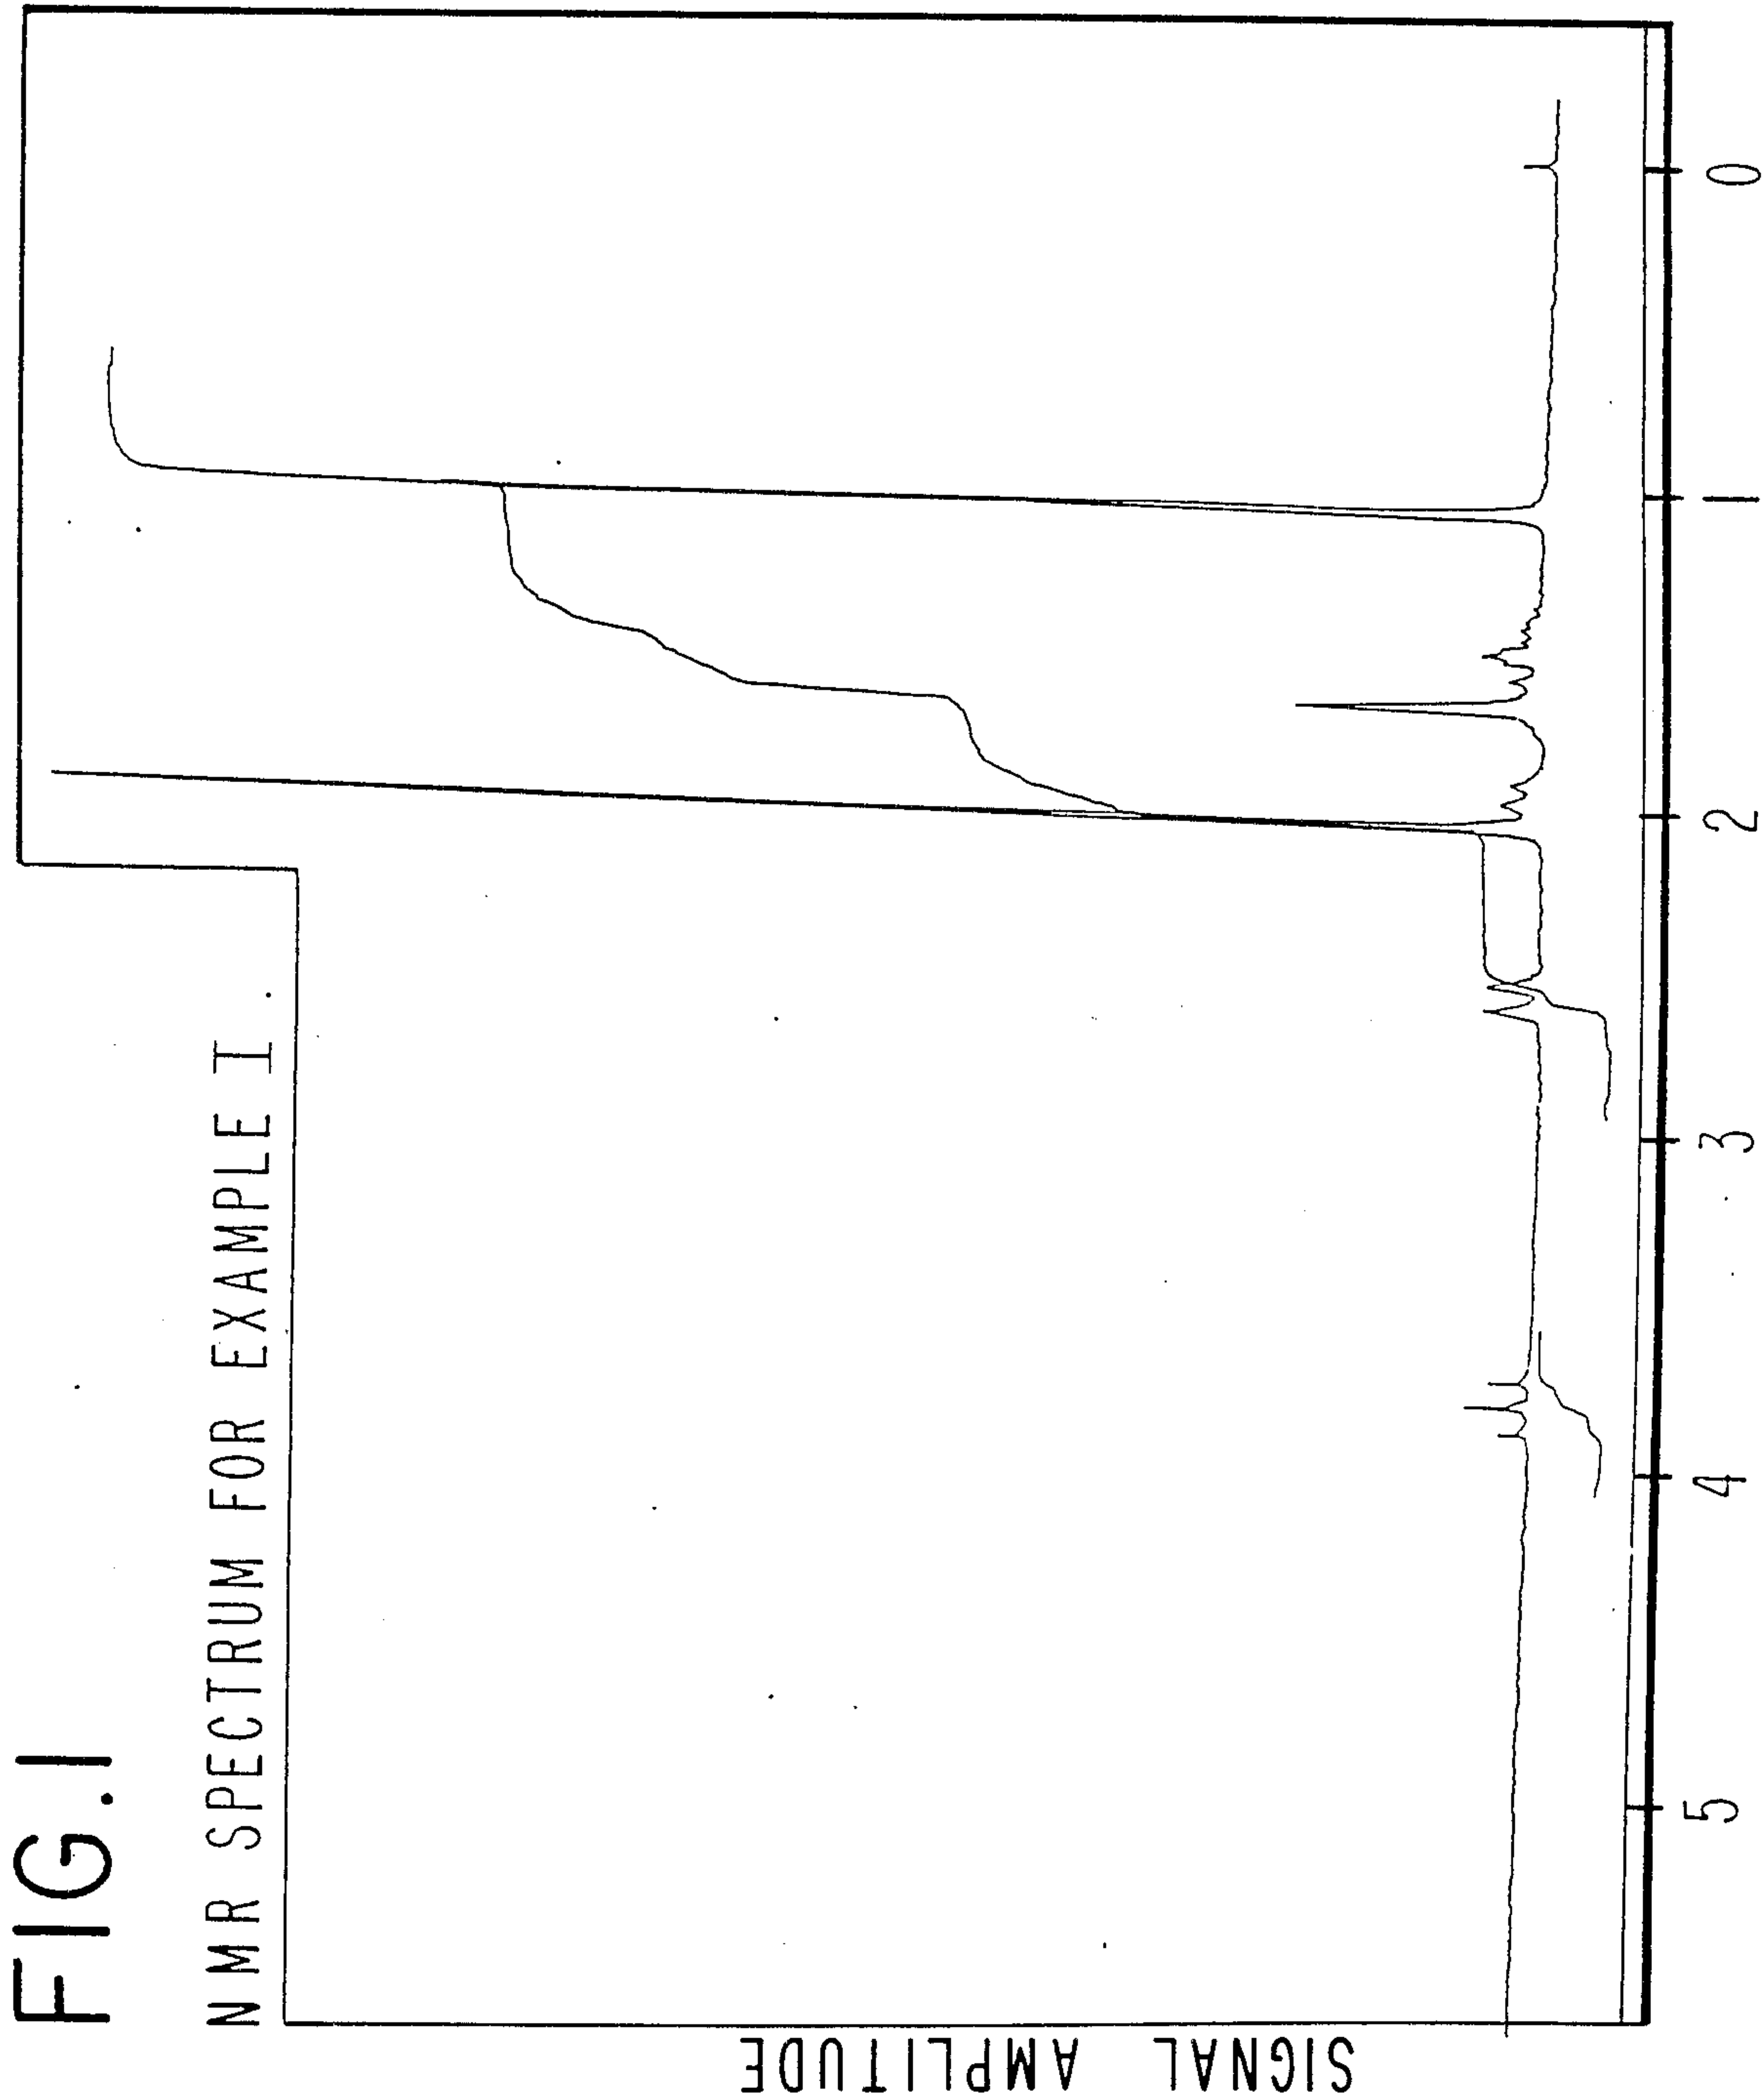 FIG.1
NMR SPECTRUM FOR EXAMPLE I.
SIGNAL AMPLITUDE
5 4 3 2 1 0